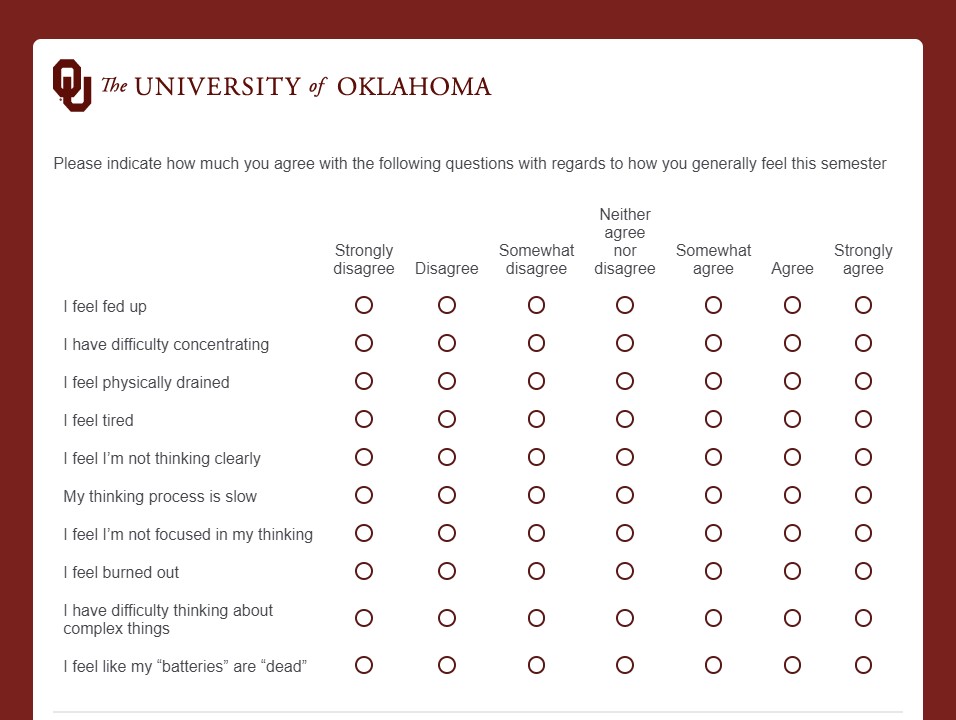 The UNIVERSITY of OKLAHOMA
Please indicate how much you agree with the following questions with regards to how you generally feel this semester
Strongly disagree Disagree Somewhat disagree Neither agree nor disagree Somewhat agree Agree Strongly agree
I feel fed up
I have difficulty concentrating
I feel physically drained
I feel tired
I feel I’m not thinking clearly
My thinking process is slow
I feel I’m not focused in my thinking
I feel burned out
I have difficulty thinking about
complex things
I feel like my “batteries” are “dead”